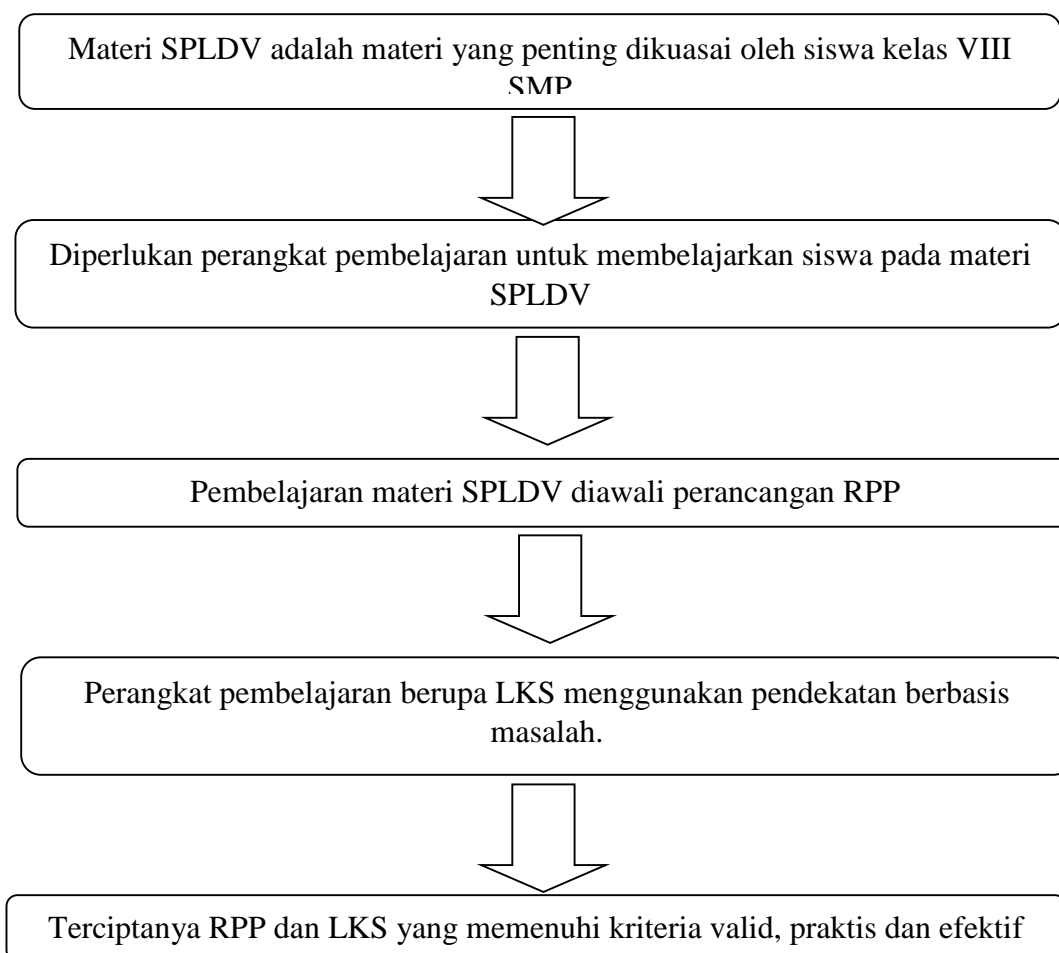 Materi SPLDV adalah materi yang penting dikuasai oleh siswa kelas VIII
SMP
Diperlukan perangkat pembelajaran untuk membelajarkan siswa pada materi
SPLDV
Pembelajaran materi SPLDV diawali perancangan RPP
Perangkat pembelajaran berupa LKS menggunakan pendekatan berbasis
masalah.
Terciptanya RPP dan LKS yang memenuhi kriteria valid, praktis dan efektif